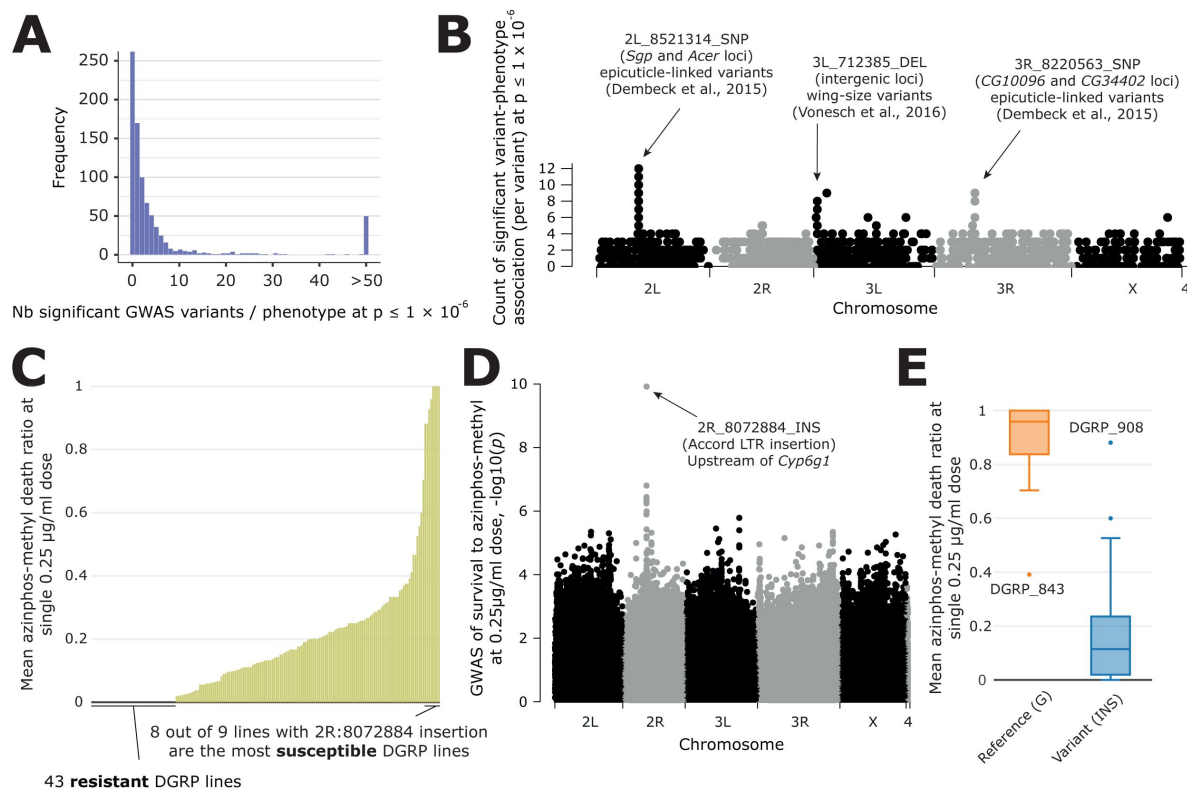 A
Frequency
250
200
150
100
50
0
0
10
20
30
40
>50
Nb significant GWAS variants / phenotype at p ≤ 1 × 10⁻⁶
B
Count of significant variant-phenotype
association (per variant) at p ≤ 1 × 10⁻⁶
12
10
8
6
4
2
0
2L_8521314_SNP
(Sgp and Acer loci)
epicuticle-linked variants
(Dembeck et al., 2015)
3L_712385_DEL
(intergenic loci)
wing-size variants
(Vonesch et al., 2016)
3R_8220563_SNP
(CG10096 and CG34402 loci)
epicuticle-linked variants
(Dembeck et al., 2015)
2L
2R
3L
3R
X
4
Chromosome
C
Mean azinphos-methyl death ratio at
single 0.25 µg/ml dose
1
0.8
0.6
0.4
0.2
0
8 out of 9 lines with 2R:8072884 insertion
are the most susceptible DGRP lines
43 resistant DGRP lines
D
GWAS of survival to azinphos-methyl
at 0.25µg/ml dose, -log10(p)
10
8
6
4
2
0
2R_8072884_INS
(Accord LTR insertion)
Upstream of Cyp6g1
2L
2R
3L
3R
X
4
Chromosome
E
Mean azinphos-methyl death ratio at
single 0.25 µg/ml dose
1
0.8
0.6
0.4
0.2
0
DGRP_908
DGRP_843
Reference (G)
Variant (INS)